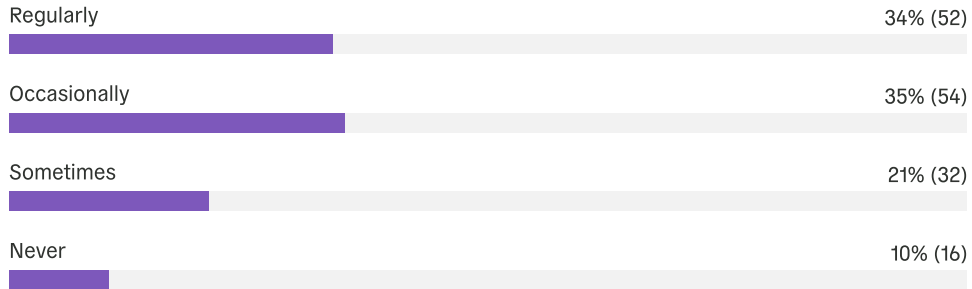 Regularly 34% (52)
Occasionally 35% (54)
Sometimes 21% (32)
Never 10% (16)